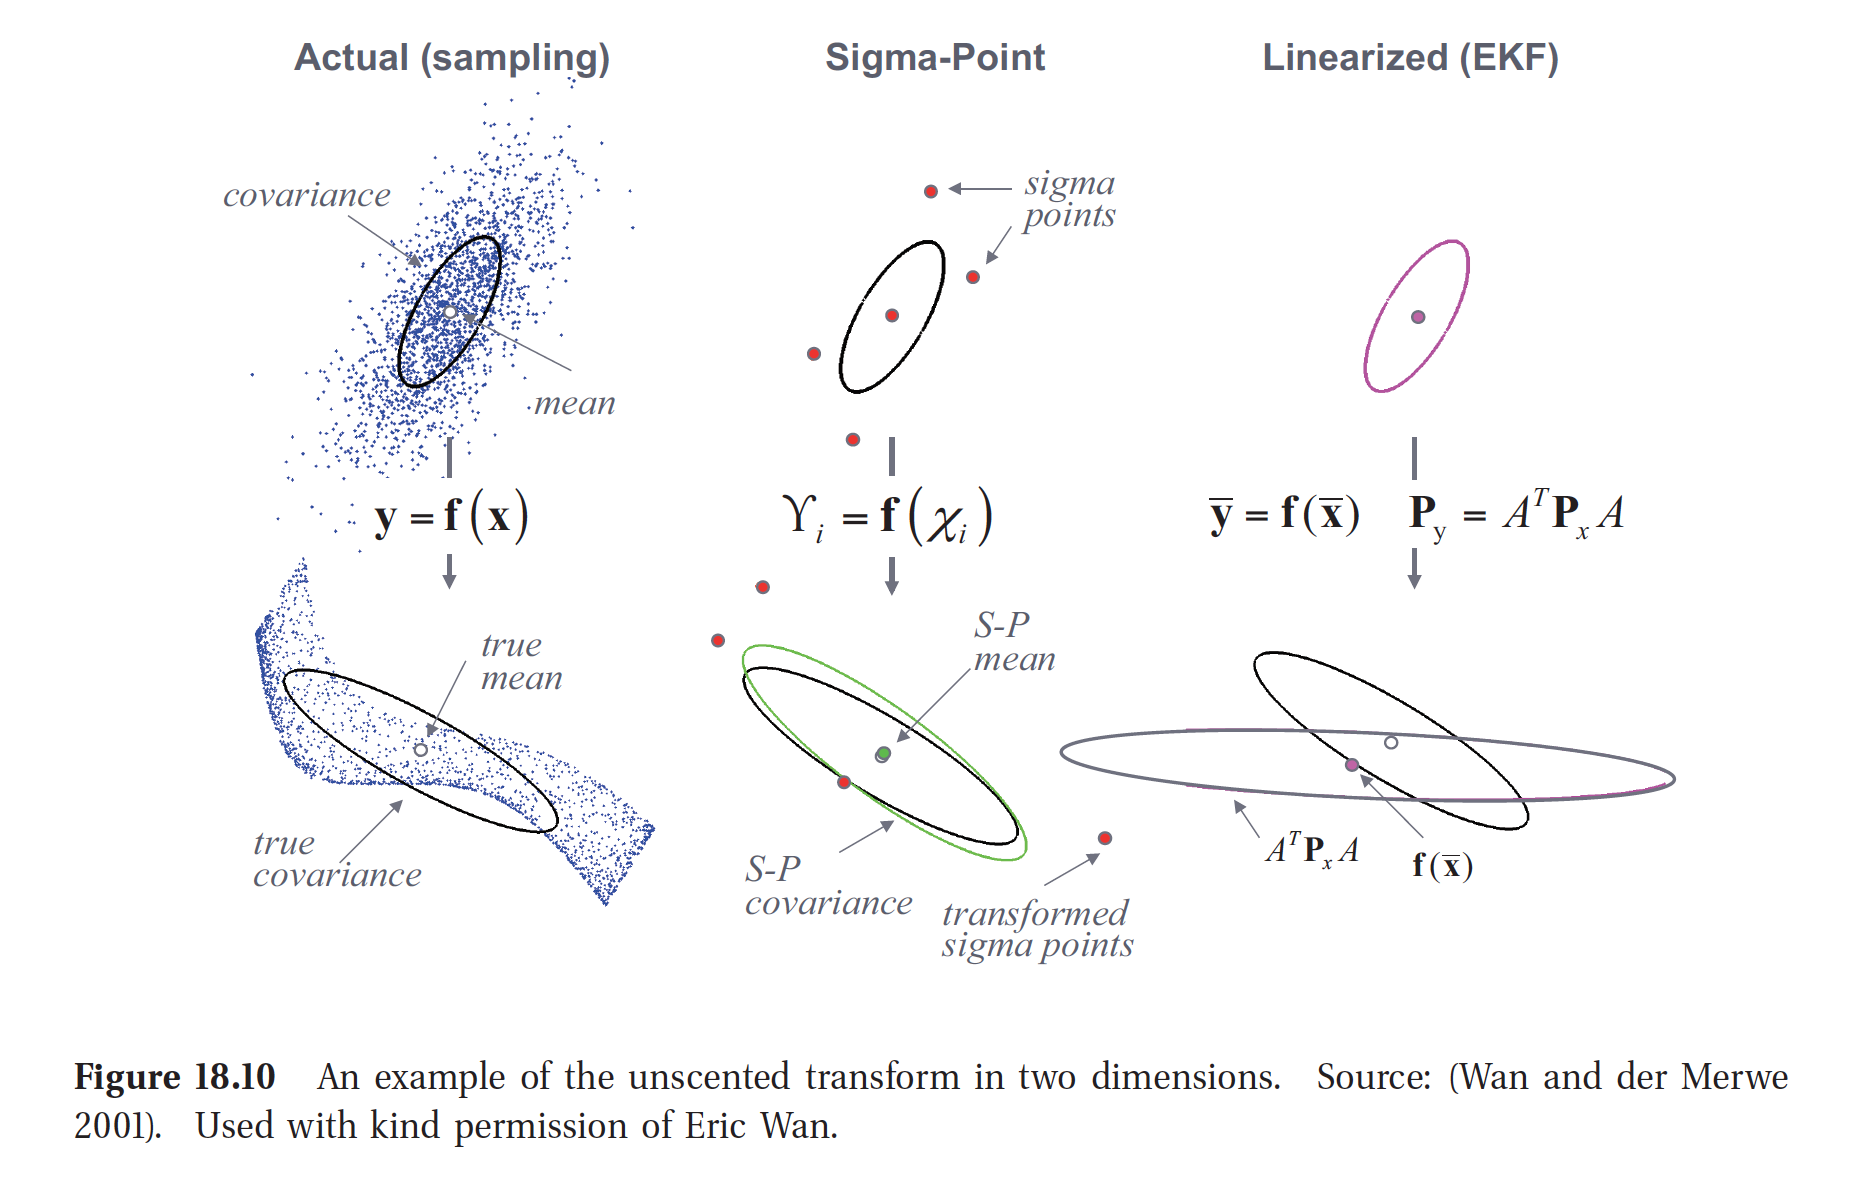 Actual (sampling)
Sigma-Point
Linearized (EKF)
covariance
mean
sigma
points
y = f(x)
ϒᵢ = f(χᵢ)
y̅ = f(x̅)   P_y = AᵀPₓA
true
mean
true
covariance
S-P
mean
S-P
covariance
transformed
sigma points
AᵀPₓA
f(x̅)
Figure 18.10 An example of the unscented transform in two dimensions. Source: (Wan and der Merwe
2001). Used with kind permission of Eric Wan.